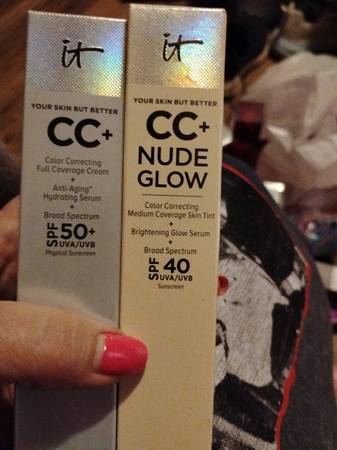 it
YOUR SKIN BUT BETTER
CC+
Color Correcting
Full Coverage Cream
+
Anti-Aging*
Hydrating Serum
+
Broad Spectrum
SPF 50+
UVA/UVB
Physical Sunscreen
it
YOUR SKIN BUT BETTER
CC+
NUDE
GLOW
Color Correcting
Medium Coverage Skin Tint
+
Brightening Glow Serum
+
Broad Spectrum
SPF 40
UVA/UVB
Sunscreen